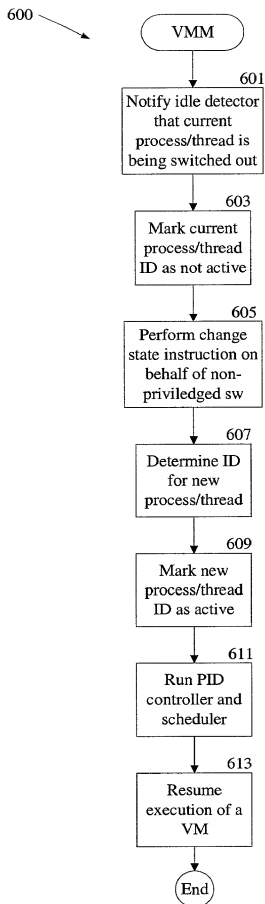 600
VMM
601
Notify idle detector
that current
process/thread is
being switched out
603
Mark current
process/thread
ID as not active
605
Perform change
state instruction on
behalf of non-
priviledged sw
607
Determine ID
for new
process/thread
609
Mark new
process/thread
ID as active
611
Run PID
controller and
scheduler
613
Resume
execution of a
VM
End